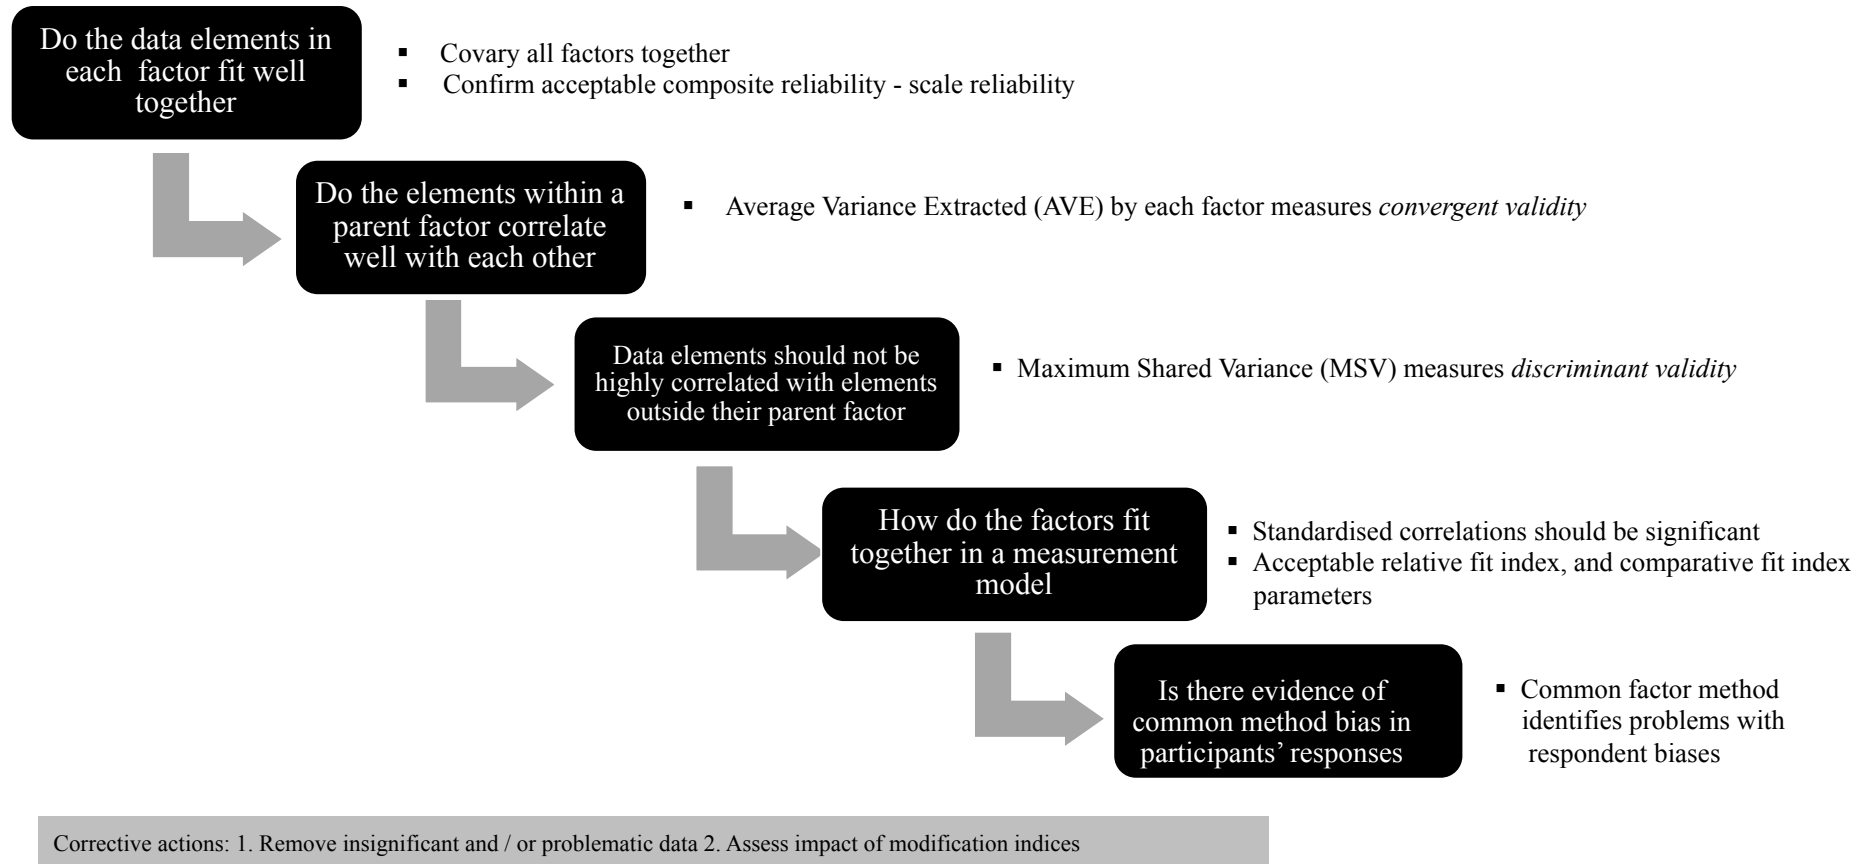 Do the data elements in
each factor fit well
together
▪ Covary all factors together
▪ Confirm acceptable composite reliability - scale reliability
Do the elements within a
parent factor correlate
well with each other
▪ Average Variance Extracted (AVE) by each factor measures convergent validity
Data elements should not be
highly correlated with elements
outside their parent factor
▪ Maximum Shared Variance (MSV) measures discriminant validity
How do the factors fit
together in a measurement
model
▪ Standardised correlations should be significant
▪ Acceptable relative fit index, and comparative fit index
parameters
Is there evidence of
common method bias in
participants’ responses
▪ Common factor method
identifies problems with
respondent biases
Corrective actions: 1. Remove insignificant and / or problematic data 2. Assess impact of modification indices